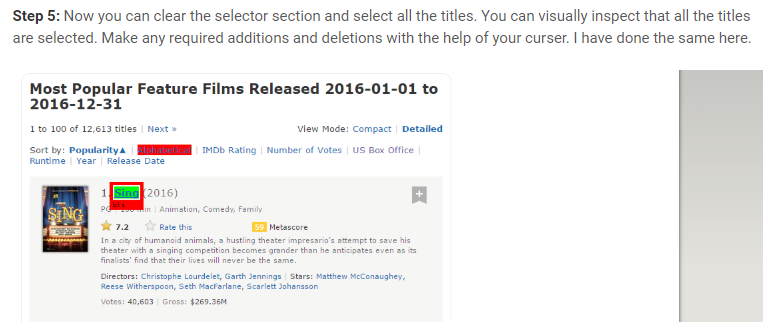 Step 5: Now you can clear the selector section and select all the titles. You can visually inspect that all the titles
are selected. Make any required additions and deletions with the help of your curser. I have done the same here.
Most Popular Feature Films Released 2016-01-01 to
2016-12-31
1 to 100 of 12,613 titles | Next »
View Mode: Compact | Detailed
Sort by: Popularity▲ | Alphabetical | IMDb Rating | Number of Votes | US Box Office |
Runtime | Year | Release Date
SING
1. Sing (2016)
PG | min | Animation, Comedy, Family
7.2 Rate this 59 Metascore
In a city of humanoid animals, a hustling theater impresario's attempt to save his
theater with a singing competition becomes grander than he anticipates even as its
finalists' find that their lives will never be the same.
Directors: Christophe Lourdelet, Garth Jennings | Stars: Matthew McConaughey,
Reese Witherspoon, Seth MacFarlane, Scarlett Johansson
Votes: 40,603 | Gross: $269.36M